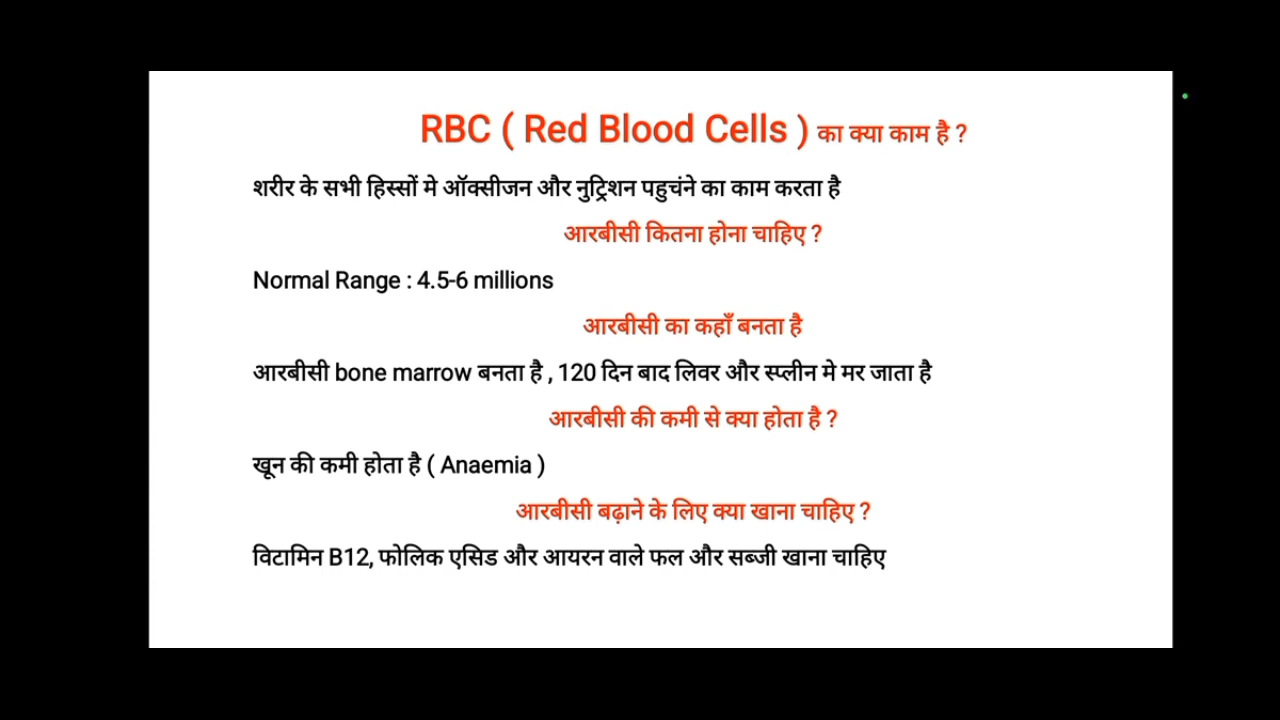 RBC ( Red Blood Cells ) का क्या काम है ?
शरीर के सभी हिस्सों मे ऑक्सीजन और नुट्रिशन पहुचंने का काम करता है
आरबीसी कितना होना चाहिए ?
Normal Range : 4.5-6 millions
आरबीसी का कहाँ बनता है
आरबीसी bone marrow बनता है , 120 दिन बाद लिवर और स्प्लीन मे मर जाता है
आरबीसी की कमी से क्या होता है ?
खून की कमी होता है ( Anaemia )
आरबीसी बढ़ाने के लिए क्या खाना चाहिए ?
विटामिन B12, फोलिक एसिड और आयरन वाले फल और सब्जी खाना चाहिए